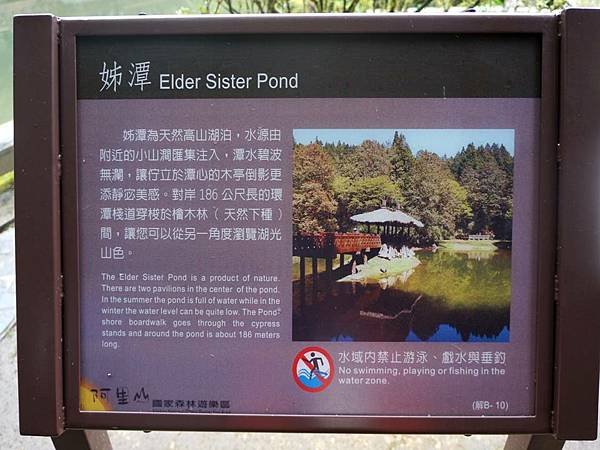 姊潭 Elder Sister Pond
姊潭為天然高山湖泊，水源由
附近的小山澗匯集注入，潭水碧波
無瀾，讓佇立於潭心的木亭倒影更
添靜宓美感。對岸186公尺長的環
潭棧道穿梭於檜木林（天然下種）
間，讓您可以從另一角度瀏覽湖光
山色。
The Elder Sister Pond is a product of nature.
There are two pavilions in the center of the pond.
In the summer the pond is full of water while in the
winter the water level can be quite low. The Pond"
shore boardwalk goes through the cypress
stands and around the pond is about 186 meters
long.
水域內禁止游泳、戲水與垂釣
No swimming, playing or fishing in the
water zone.
阿里山 國家森林遊樂區
(解B-10)